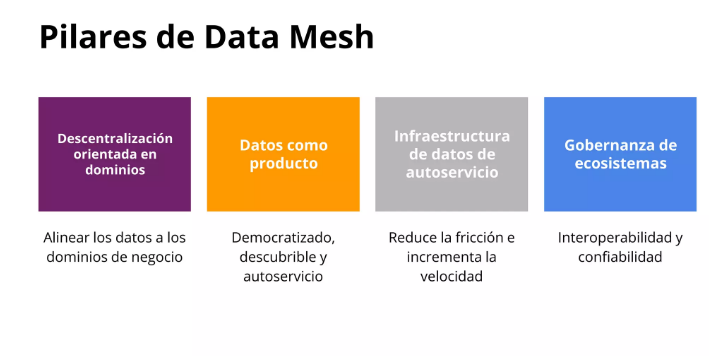 Pilares de Data Mesh
Descentralización
orientada en
dominios
Alinear los datos a los
dominios de negocio
Datos como
producto
Democratizado,
descubrible y
autoservicio
Infraestructura
de datos de
autoservicio
Reduce la fricción e
incrementa la
velocidad
Gobernanza de
ecosistemas
Interoperabilidad y
confiabilidad